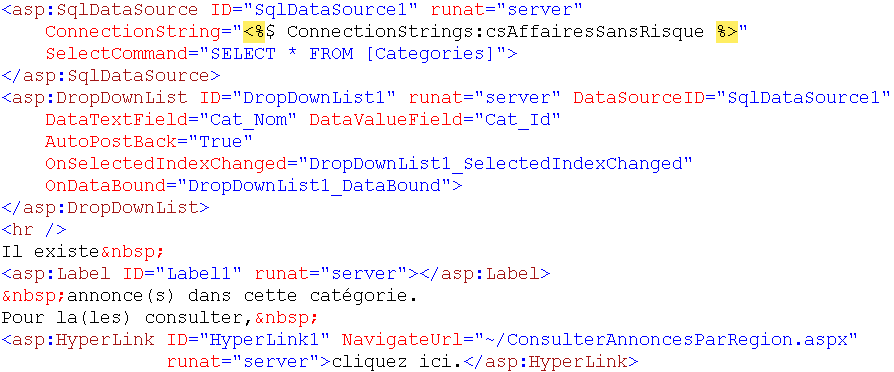 <asp:SqlDataSource ID="SqlDataSource1" runat="server"
ConnectionString="<%$ ConnectionStrings:csAffairesSansRisque %>"
SelectCommand="SELECT * FROM [Categories]">
</asp:SqlDataSource>
<asp:DropDownList ID="DropDownList1" runat="server" DataSourceID="SqlDataSource1"
DataTextField="Cat_Nom" DataValueField="Cat_Id"
AutoPostBack="True"
OnSelectedIndexChanged="DropDownList1_SelectedIndexChanged"
OnDataBound="DropDownList1_DataBound">
</asp:DropDownList>
<hr />
Il existe&nbsp;
<asp:Label ID="Label1" runat="server"></asp:Label>
&nbsp;annonce(s) dans cette catégorie.
Pour la(les) consulter,&nbsp;
<asp:HyperLink ID="HyperLink1" NavigateUrl="~/ConsulterAnnoncesParRegion.aspx"
runat="server">cliquez ici.</asp:HyperLink>